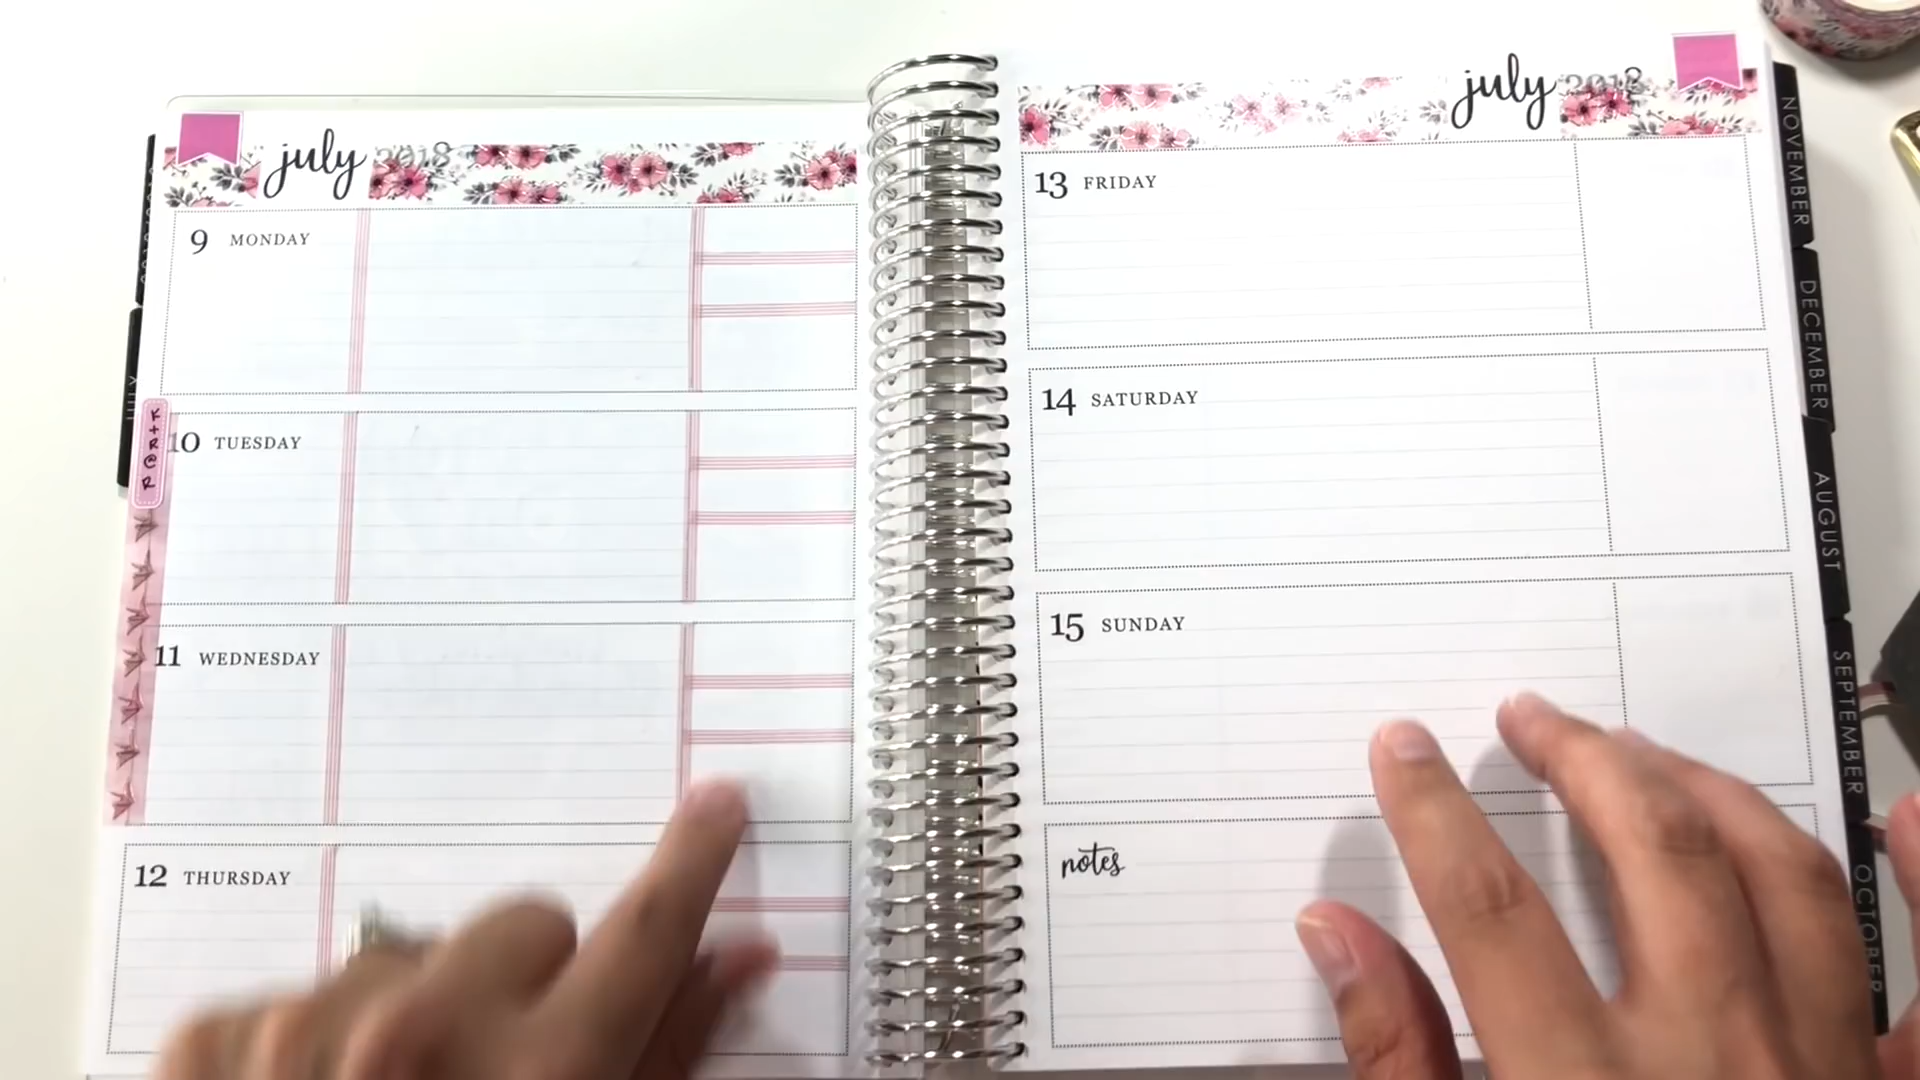 july 2018
9 MONDAY
10 TUESDAY
K+R@R
11 WEDNESDAY
12 THURSDAY
july 2018
13 FRIDAY
14 SATURDAY
15 SUNDAY
notes
NOVEMBER
DECEMBER
AUGUST
SEPTEMBER
OCTOBER